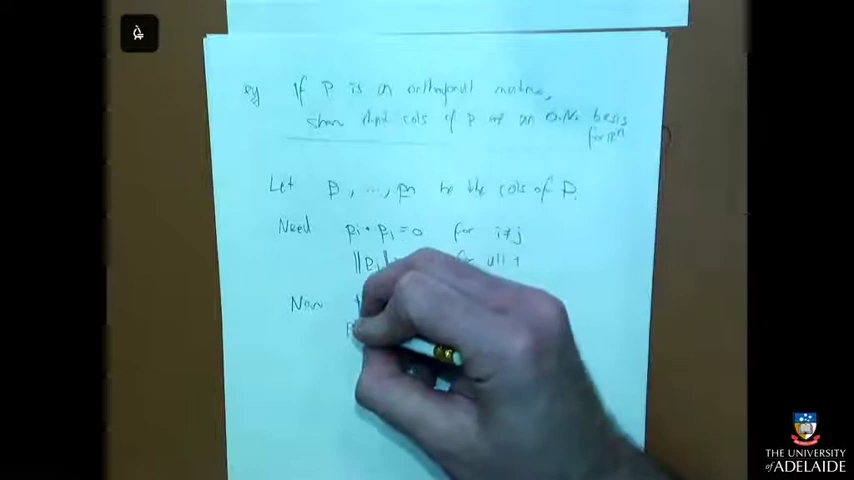 eg If P is an orthogonal matrix,
show that cols of P are an O.N. basis
for ℝⁿ
Let p₁, ..., pₙ be the cols of P.
Need pᵢ • pⱼ = 0 for i≠j
‖pᵢ‖ for all i
Now
THE UNIVERSITY
of ADELAIDE